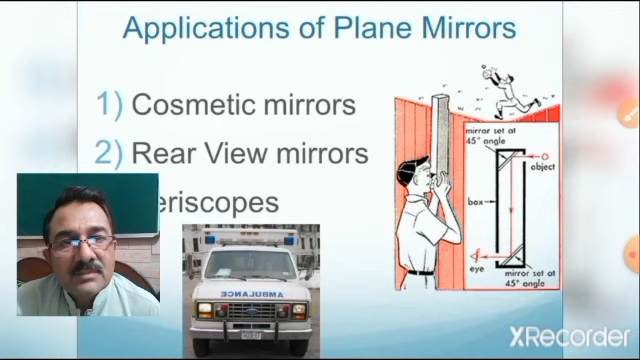 Applications of Plane Mirrors
1) Cosmetic mirrors
2) Rear View mirrors
eriscopes
mirror set at
45° angle
object
box
eye
mirror set at
45° angle
AMBULANCE
XRecorder